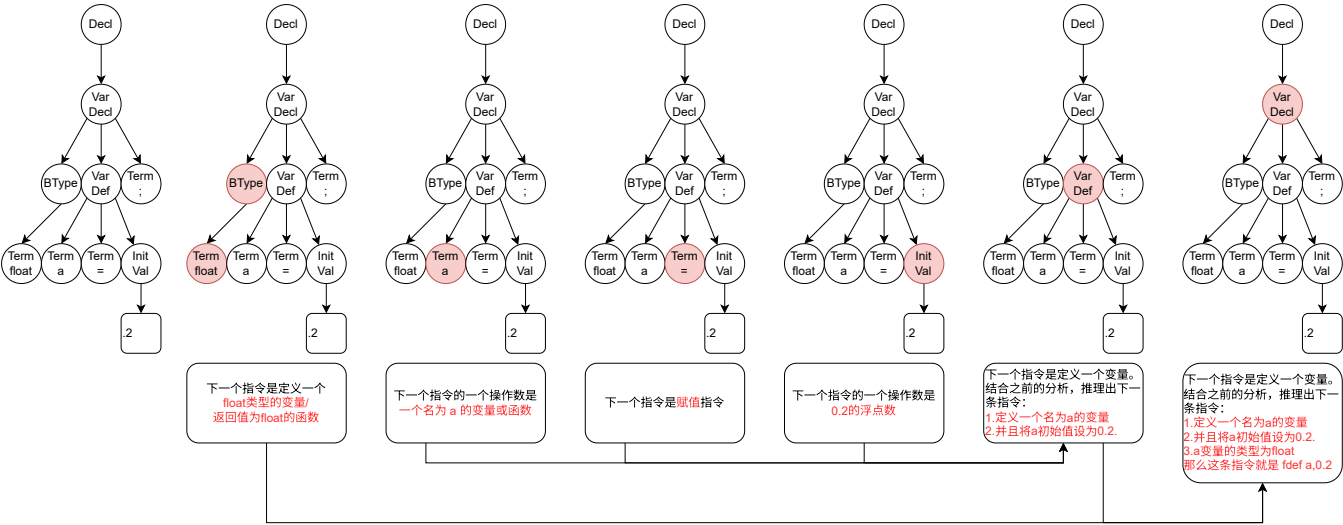 Decl
Var
Decl
BType
Var
Def
Term
;
Term
float
Term
a
Term
=
Init
Val
.2
Decl
Var
Decl
BType
Var
Def
Term
;
Term
float
Term
a
Term
=
Init
Val
.2
下一个指令是定义一个
float类型的变量/
返回值为float的函数
Decl
Var
Decl
BType
Var
Def
Term
;
Term
float
Term
a
Term
=
Init
Val
.2
下一个指令的一个操作数是
一个名为 a 的变量或函数
Decl
Var
Decl
BType
Var
Def
Term
;
Term
float
Term
a
Term
=
Init
Val
.2
下一个指令是赋值指令
Decl
Var
Decl
BType
Var
Def
Term
;
Term
float
Term
a
Term
=
Init
Val
.2
下一个指令的一个操作数是
0.2的浮点数
Decl
Var
Decl
BType
Var
Def
Term
;
Term
float
Term
a
Term
=
Init
Val
.2
下一个指令是定义一个变量。
结合之前的分析，推理出下一
条指令：
1.定义一个名为a的变量
2.并且将a初始值设为0.2.
Decl
Var
Decl
BType
Var
Def
Term
;
Term
float
Term
a
Term
=
Init
Val
.2
下一个指令是定义一个变量。
结合之前的分析，推理出下一
条指令：
1.定义一个名为a的变量
2.并且将a初始值设为0.2.
3.a变量的类型为float
那么这条指令就是 fdef a,0.2